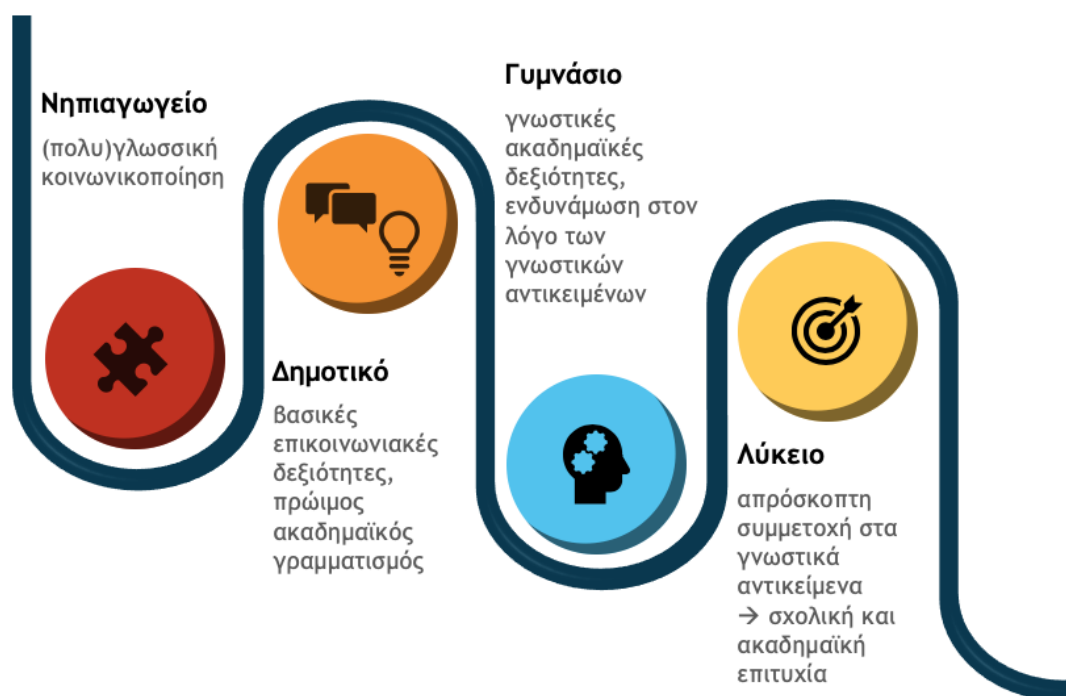 Νηπιαγωγείο
(πολυ)γλωσσική
κοινωνικοποίηση
Δημοτικό
βασικές
επικοινωνιακές
δεξιότητες,
πρώιμος
ακαδημαϊκός
γραμματισμός
Γυμνάσιο
γνωστικές
ακαδημαϊκές
δεξιότητες,
ενδυνάμωση στον
λόγο των
γνωστικών
αντικειμένων
Λύκειο
απρόσκοπτη
συμμετοχή στα
γνωστικά
αντικείμενα
→ σχολική και
ακαδημαϊκή
επιτυχία